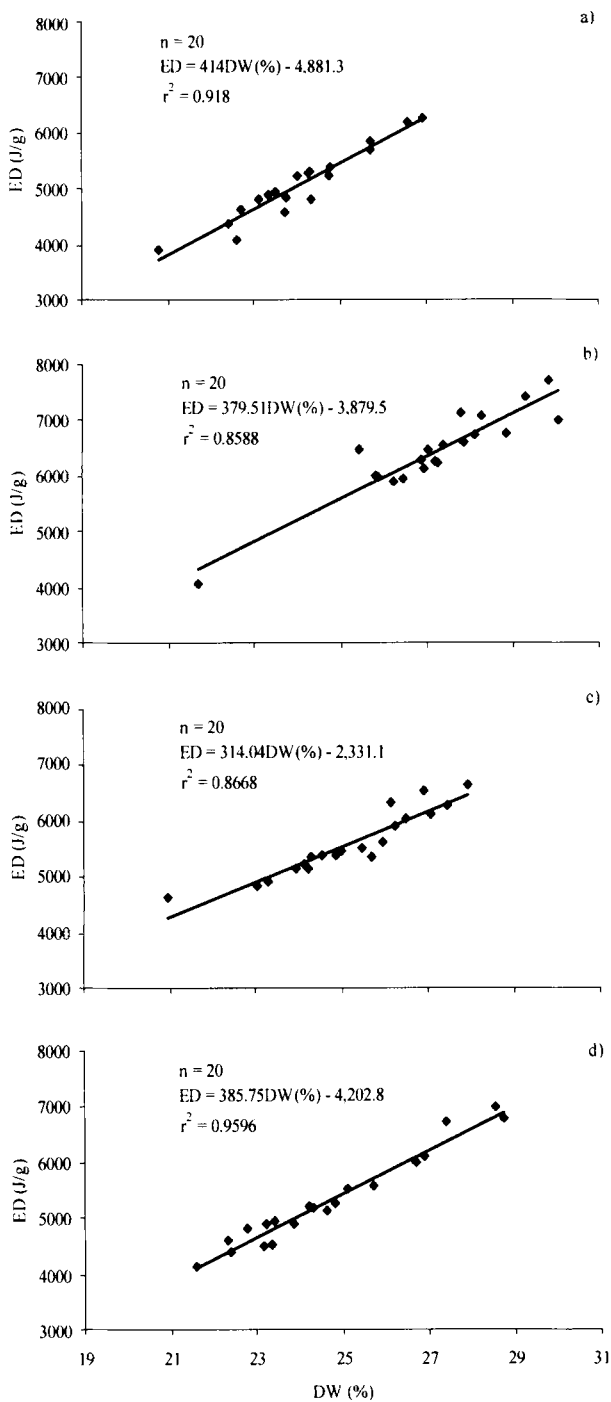 a)
8000
n = 20
ED = 414DW(%) - 4,881.3
r² = 0.918
7000
6000
ED (J/g)
5000
4000
3000
b)
8000
n = 20
ED = 379.51DW(%) - 3,879.5
r² = 0.8588
7000
6000
ED (J/g)
5000
4000
3000
c)
8000
n = 20
ED = 314.04DW(%) - 2,331.1
r² = 0.8668
7000
6000
ED (J/g)
5000
4000
3000
d)
8000
n = 20
ED = 385.75DW(%) - 4,202.8
r² = 0.9596
7000
6000
ED (J/g)
5000
4000
3000
19 21 23 25 27 29 31
DW (%)